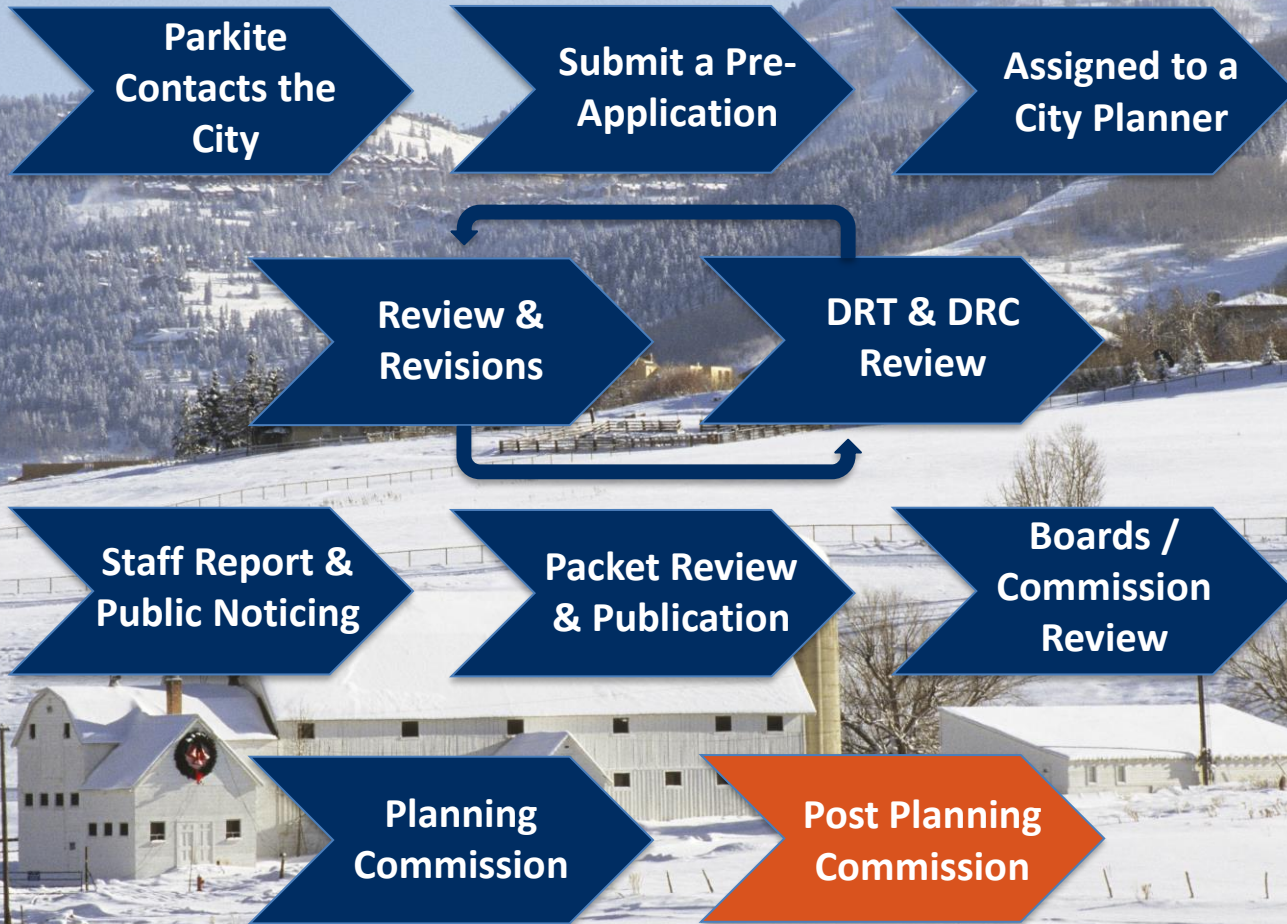 Parkite
Contacts the
City
Submit a Pre-
Application
Assigned to a
City Planner
Review &
Revisions
DRT & DRC
Review
Staff Report &
Public Noticing
Packet Review
& Publication
Boards /
Commission
Review
Planning
Commission
Post Planning
Commission